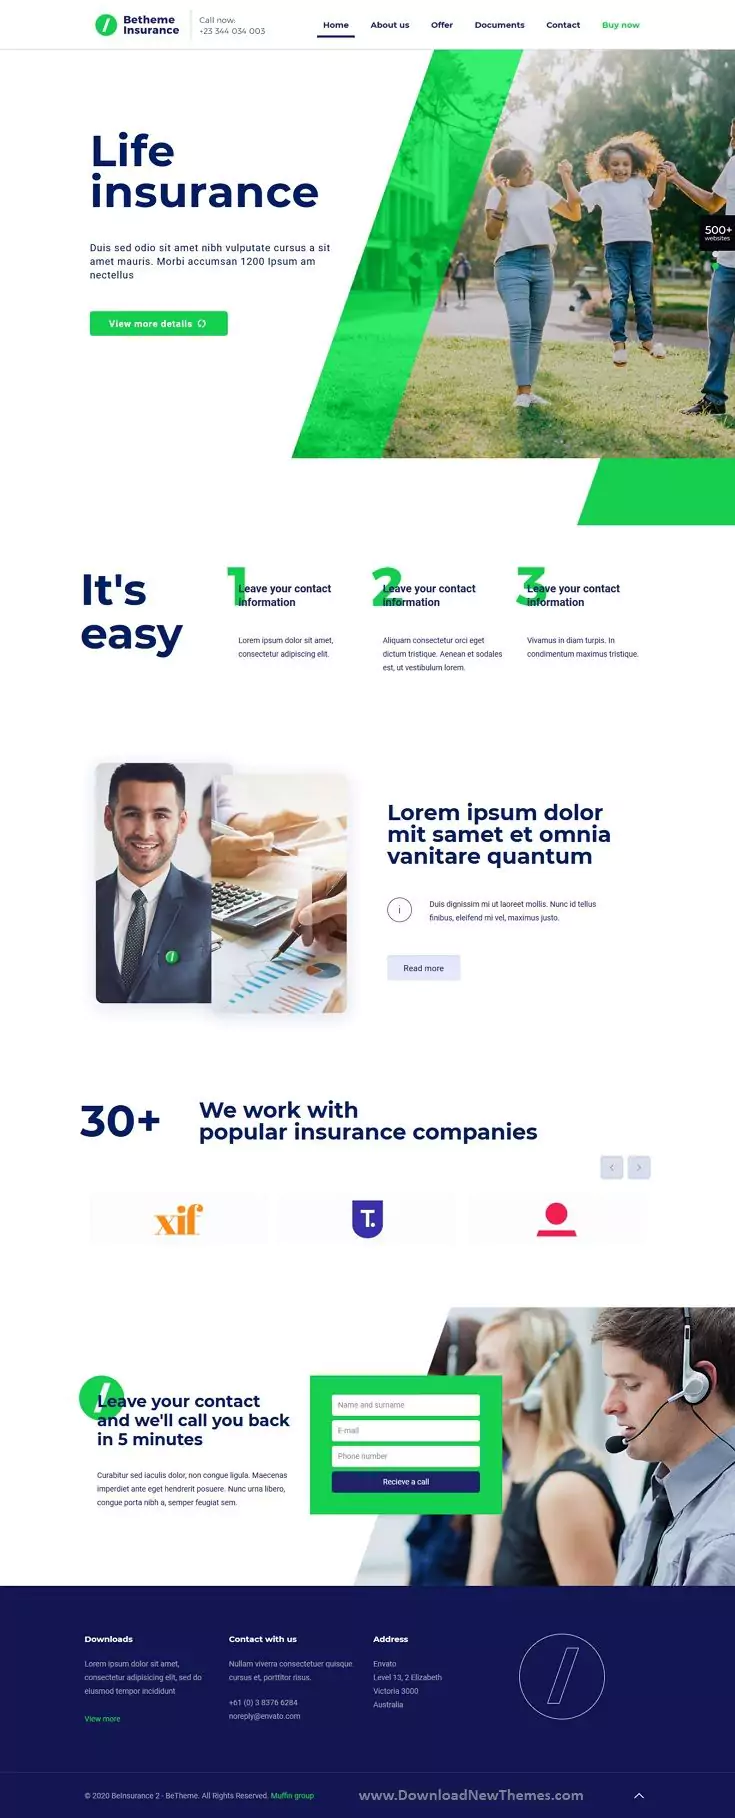 Betheme
Insurance
Call now:
+23 344 034 003
Home
About us
Offer
Documents
Contact
Buy now
Life
insurance
500+
websites
Duis sed odio sit amet nibh vulputate cursus a sit
amet mauris. Morbi accumsan 1200 Ipsum am
nectellus
View more details
It's
easy
1
Leave your contact
information
Lorem ipsum dolor sit amet,
consectetur adipiscing elit.
2
Leave your contact
information
Aliquam consectetur orci eget
dictum tristique. Aenean et sodales
est, ut vestibulum lorem.
3
Leave your contact
information
Vivamus in diam turpis. In
condimentum maximus tristique.
Lorem ipsum dolor
mit samet et omnia
vanitare quantum
i
Duis dignissim mi ut laoreet mollis. Nunc id tellus
finibus, eleifend mi vel, maximus justo.
Read more
30+
We work with
popular insurance companies
xif
T.
Leave your contact
and we'll call you back
in 5 minutes
Curabitur sed iaculis dolor, non congue ligula. Maecenas
imperdiet ante eget hendrerit posuere. Nunc urna libero,
congue porta nibh a, semper feugiat sem.
Name and surname
E-mail
Phone number
Recieve a call
Downloads
Lorem ipsum dolor sit amet,
consectetur adipisicing elit, sed do
eiusmod tempor incididunt
View more
Contact with us
Nullam viverra consectetuer quisque
cursus et, porttitor risus.
+61 (0) 3 8376 6284
noreply@envato.com
Address
Envato
Level 13, 2 Elizabeth
Victoria 3000
Australia
© 2020 BeInsurance 2 - BeTheme. All Rights Reserved. Muffin group
www.DownloadNewThemes.com